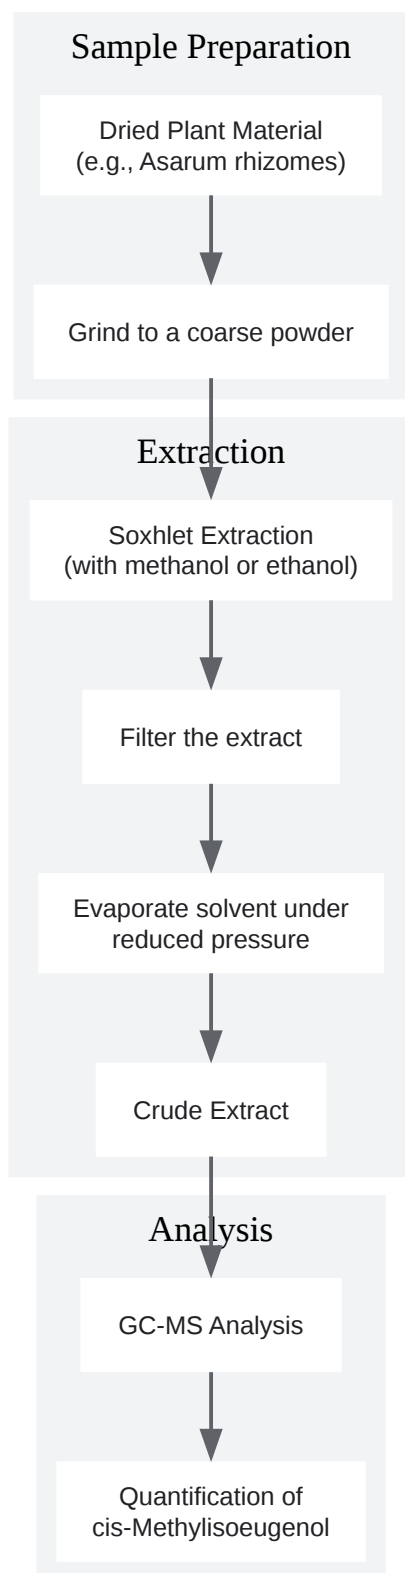 Sample Preparation
Dried Plant Material
(e.g., Asarum rhizomes)
Grind to a coarse powder
Extraction
Soxhlet Extraction
(with methanol or ethanol)
Filter the extract
Evaporate solvent under
reduced pressure
Crude Extract
Analysis
GC-MS Analysis
Quantification of
cis-Methylisoeugenol